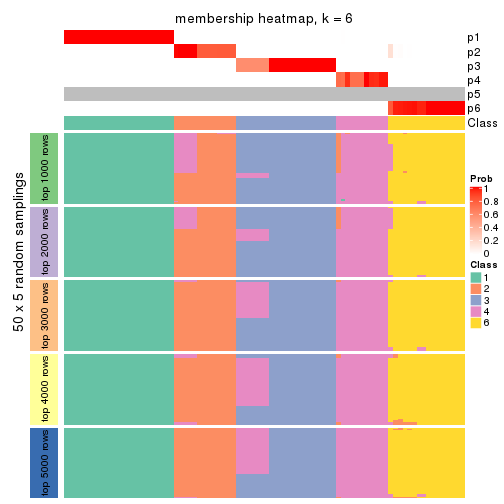 membership heatmap, k = 6
p1
p2
p3
p4
p5
p6
Class
50 x 5 random samplings
top 1000 rows
top 2000 rows
top 3000 rows
top 4000 rows
top 5000 rows
Prob
1
0.8
0.6
0.4
0.2
0
Class
1
2
3
4
6